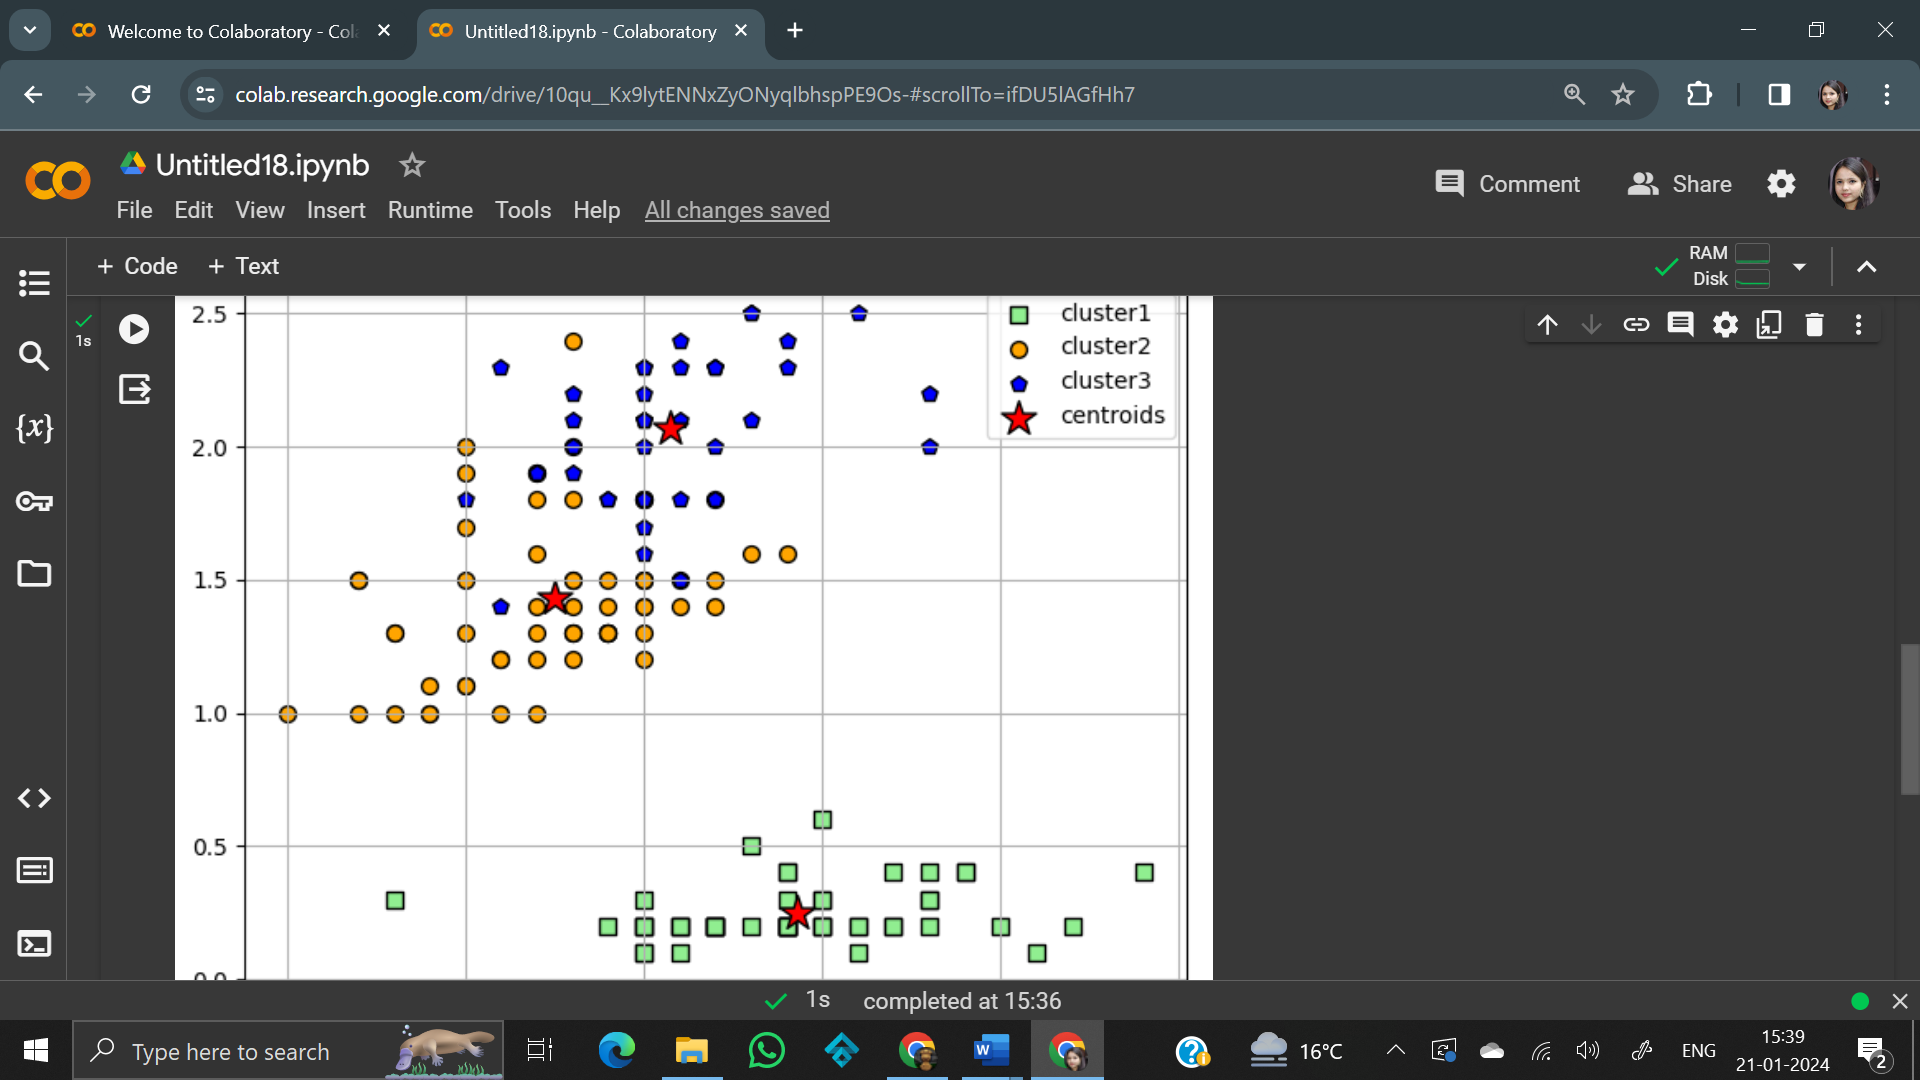 Welcome to Colaboratory - Col
Untitled18.ipynb - Colaboratory
colab.research.google.com/drive/10qu__Kx9lytENNxZyONyqlbhspPE9Os-#scrollTo=ifDU5lAGfHh7
Untitled18.ipynb
Comment
Share
File Edit View Insert Runtime Tools Help All changes saved
+ Code + Text
RAM
Disk
1s
2.5
2.0
1.5
1.0
0.5
0.0
cluster1
cluster2
cluster3
centroids
1s completed at 15:36
Type here to search
16°C
ENG
15:39
21-01-2024
2